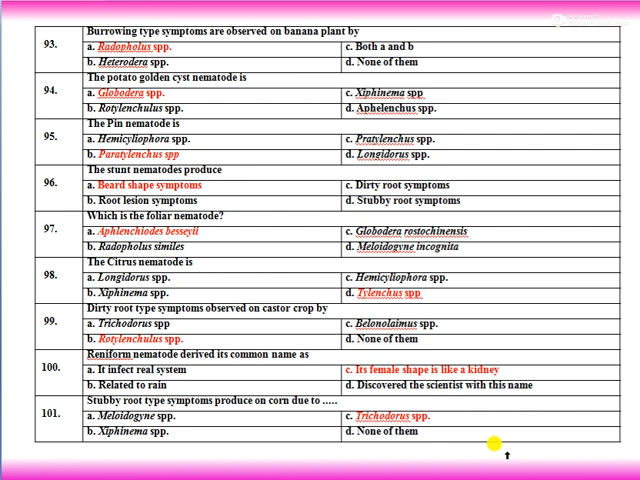 Burrowing type symptoms are observed on banana plant by
93. a. Radopholus spp. c. Both a and b
b. Heterodera spp. d. None of them
The potato golden cyst nematode is
94. a. Globodera spp. c. Xiphinema spp
b. Rotylenchulus spp. d. Aphelenchus spp.
The Pin nematode is
95. a. Hemicyliophora spp. c. Pratylenchus spp.
b. Paratylenchus spp d. Longidorus spp.
The stunt nematodes produce
96. a. Beard shape symptoms c. Dirty root symptoms
b. Root lesion symptoms d. Stubby root symptoms
Which is the foliar nematode?
97. a. Aphlenchiodes besseyii c. Globodera rostochinensis
b. Radopholus similes d. Meloidogyne incognita
The Citrus nematode is
98. a. Longidorus spp. c. Hemicyliophora spp.
b. Xiphinema spp. d. Tylenchus spp
Dirty root type symptoms observed on castor crop by
99. a. Trichodorus spp c. Belonolaimus spp.
b. Rotylenchulus spp. d. None of them
Reniform nematode derived its common name as
100. a. It infect real system c. Its female shape is like a kidney
b. Related to rain d. Discovered the scientist with this name
Stubby root type symptoms produce on corn due to .....
101. a. Meloidogyne spp. c. Trichodorus spp.
b. Xiphinema spp. d. None of them